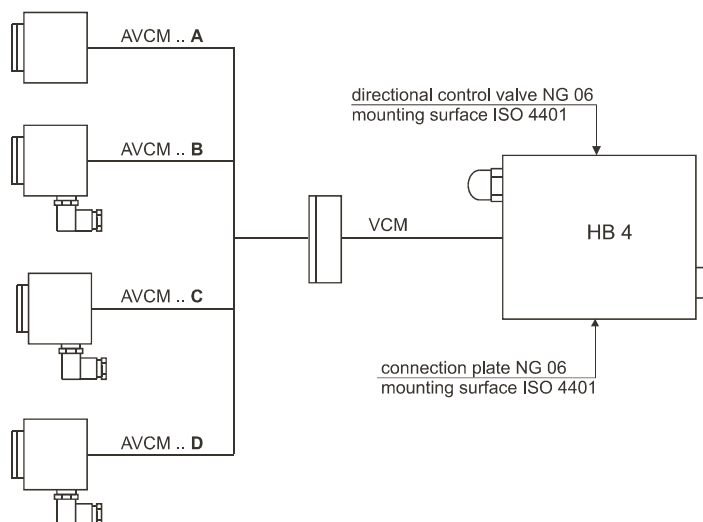 AVCM .. A
directional control valve NG 06
mounting surface ISO 4401
AVCM .. B
VCM
HB 4
AVCM .. C
connection plate NG 06
mounting surface ISO 4401
AVCM .. D